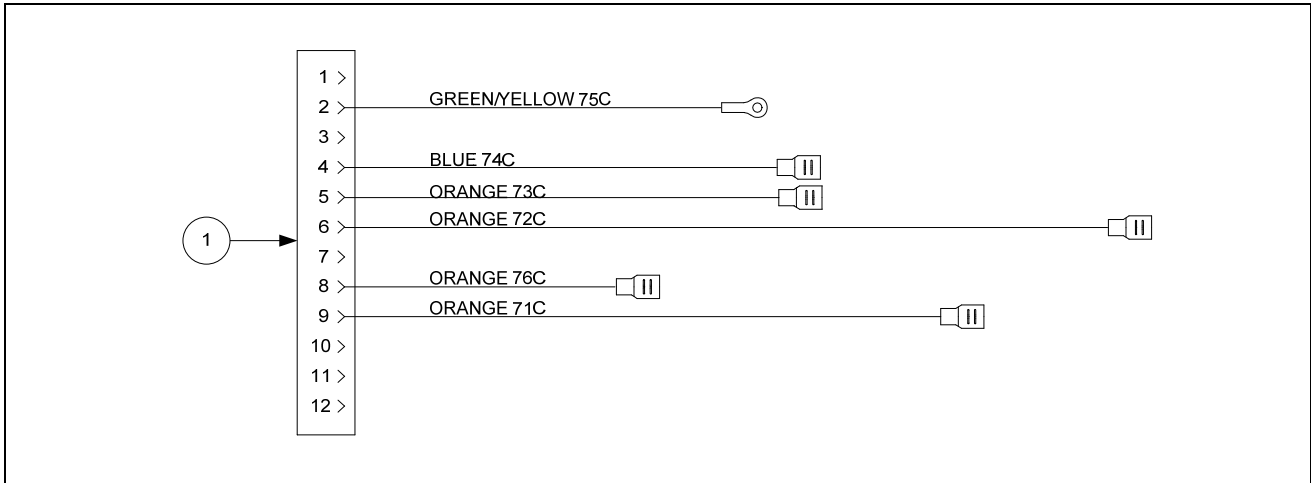 1
2 GREEN/YELLOW 75C
3
4 BLUE 74C
5 ORANGE 73C
6 ORANGE 72C
1
7
8 ORANGE 76C
9 ORANGE 71C
10
11
12